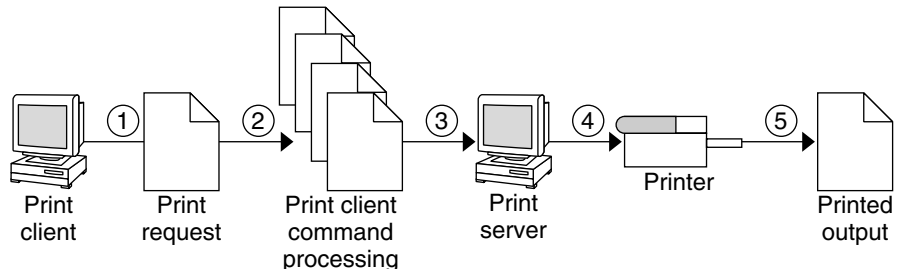 1
2
3
4
5
Print
client
Print
request
Print client
command
processing
Print
server
Printer
Printed
output